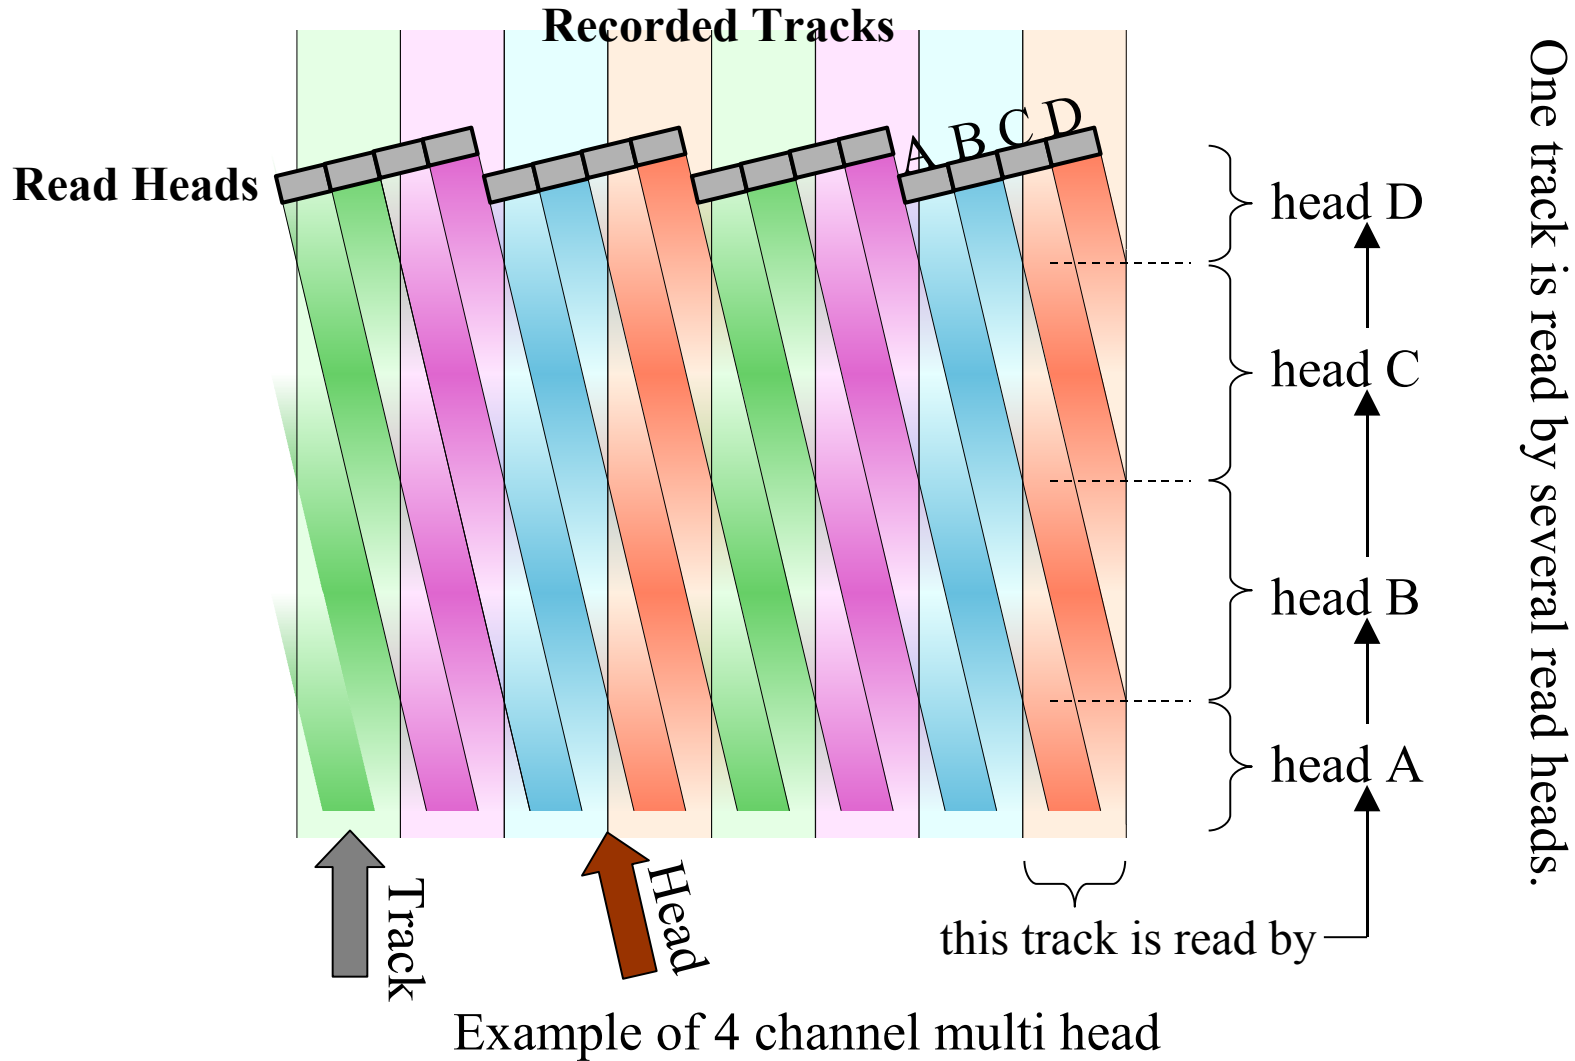 Recorded Tracks
Read Heads
A B C D
head D
head C
head B
head A
One track is read by several read heads.
Track
Head
this track is read by
Example of 4 channel multi head